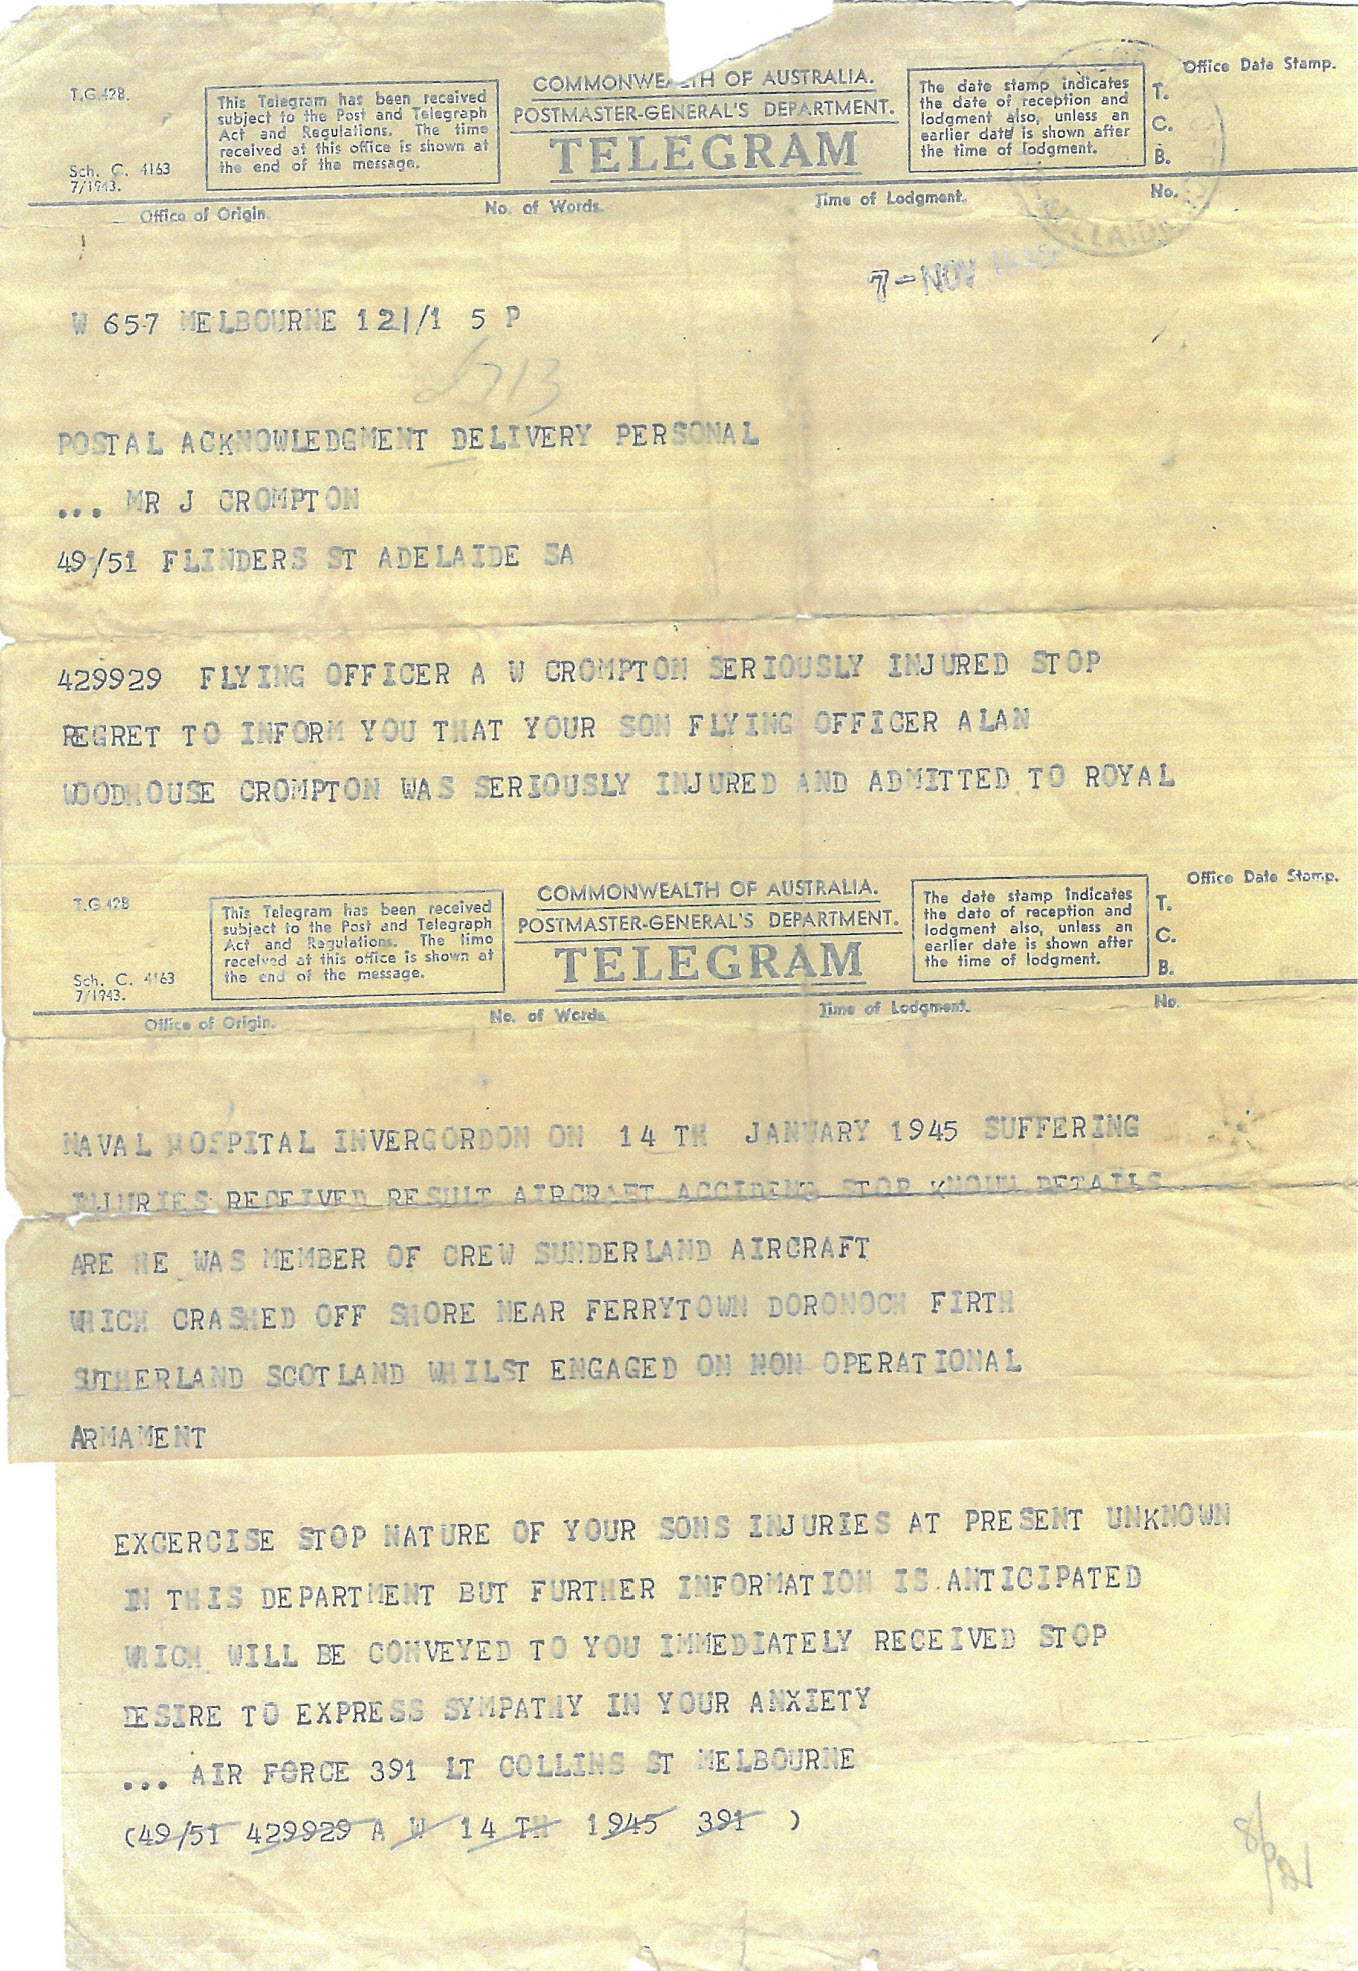 T.G.42B.
Sch. C. 4163
7/1943.
This Telegram has been received
subject to the Post and Telegraph
Act and Regulations. The time
received at this office is shown at
the end of the message.
COMMONWE TH OF AUSTRALIA.
POSTMASTER-GENERAL'S DEPARTMENT.
TELEGRAM
The date stamp indicates
the date of reception and
lodgment also, unless an
earlier date is shown after
the time of lodgment.
T.
C.
B.
Office Date Stamp.
Office of Origin.
No. of Words.
Time of Lodgment.
No.
ADELAIDE
7-NOV
W 657 MELBOURNE 121/1 5 P
POSTAL ACKNOWLEDGMENT DELIVERY PERSONAL
... MR J CROMPTON
49/51 FLINDERS ST ADELAIDE SA
429929 FLYING OFFICER A W CROMPTON SERIOUSLY INJURED STOP
REGRET TO INFORM YOU THAT YOUR SON FLYING OFFICER ALAN
WOODHOUSE CROMPTON WAS SERIOUSLY INJURED AND ADMITTED TO ROYAL
T.G.42B
Sch. C. 4163
7/1943.
This Telegram has been received
subject to the Post and Telegraph
Act and Regulations. The time
received at this office is shown at
the end of the message.
COMMONWEALTH OF AUSTRALIA.
POSTMASTER-GENERAL'S DEPARTMENT.
TELEGRAM
The date stamp indicates
the date of reception and
lodgment also, unless an
earlier date is shown after
the time of lodgment.
T.
C.
B.
Office Date Stamp.
Office of Origin.
No. of Words.
Time of Lodgment.
No.
NAVAL HOSPITAL INVERGORDON ON 14 TH JANUARY 1945 SUFFERING
INJURIES RECEIVED RESULT AIRCRAFT ACCIDENT STOP KNOWN DETAILS
ARE HE WAS MEMBER OF CREW SUNDERLAND AIRCRAFT
WHICH CRASHED OFF SHORE NEAR FERRYTOWN DORONOCH FIRTH
SUTHERLAND SCOTLAND WHILST ENGAGED ON NON OPERATIONAL
ARMAMENT
EXCERCISE STOP NATURE OF YOUR SONS INJURIES AT PRESENT UNKNOWN
IN THIS DEPARTMENT BUT FURTHER INFORMATION IS ANTICIPATED
WHICH WILL BE CONVEYED TO YOU IMMEDIATELY RECEIVED STOP
DESIRE TO EXPRESS SYMPATHY IN YOUR ANXIETY
... AIR FORCE 391 LT COLLINS ST MELBOURNE
(49/51 429929 A W 14 TH 1945 391 )